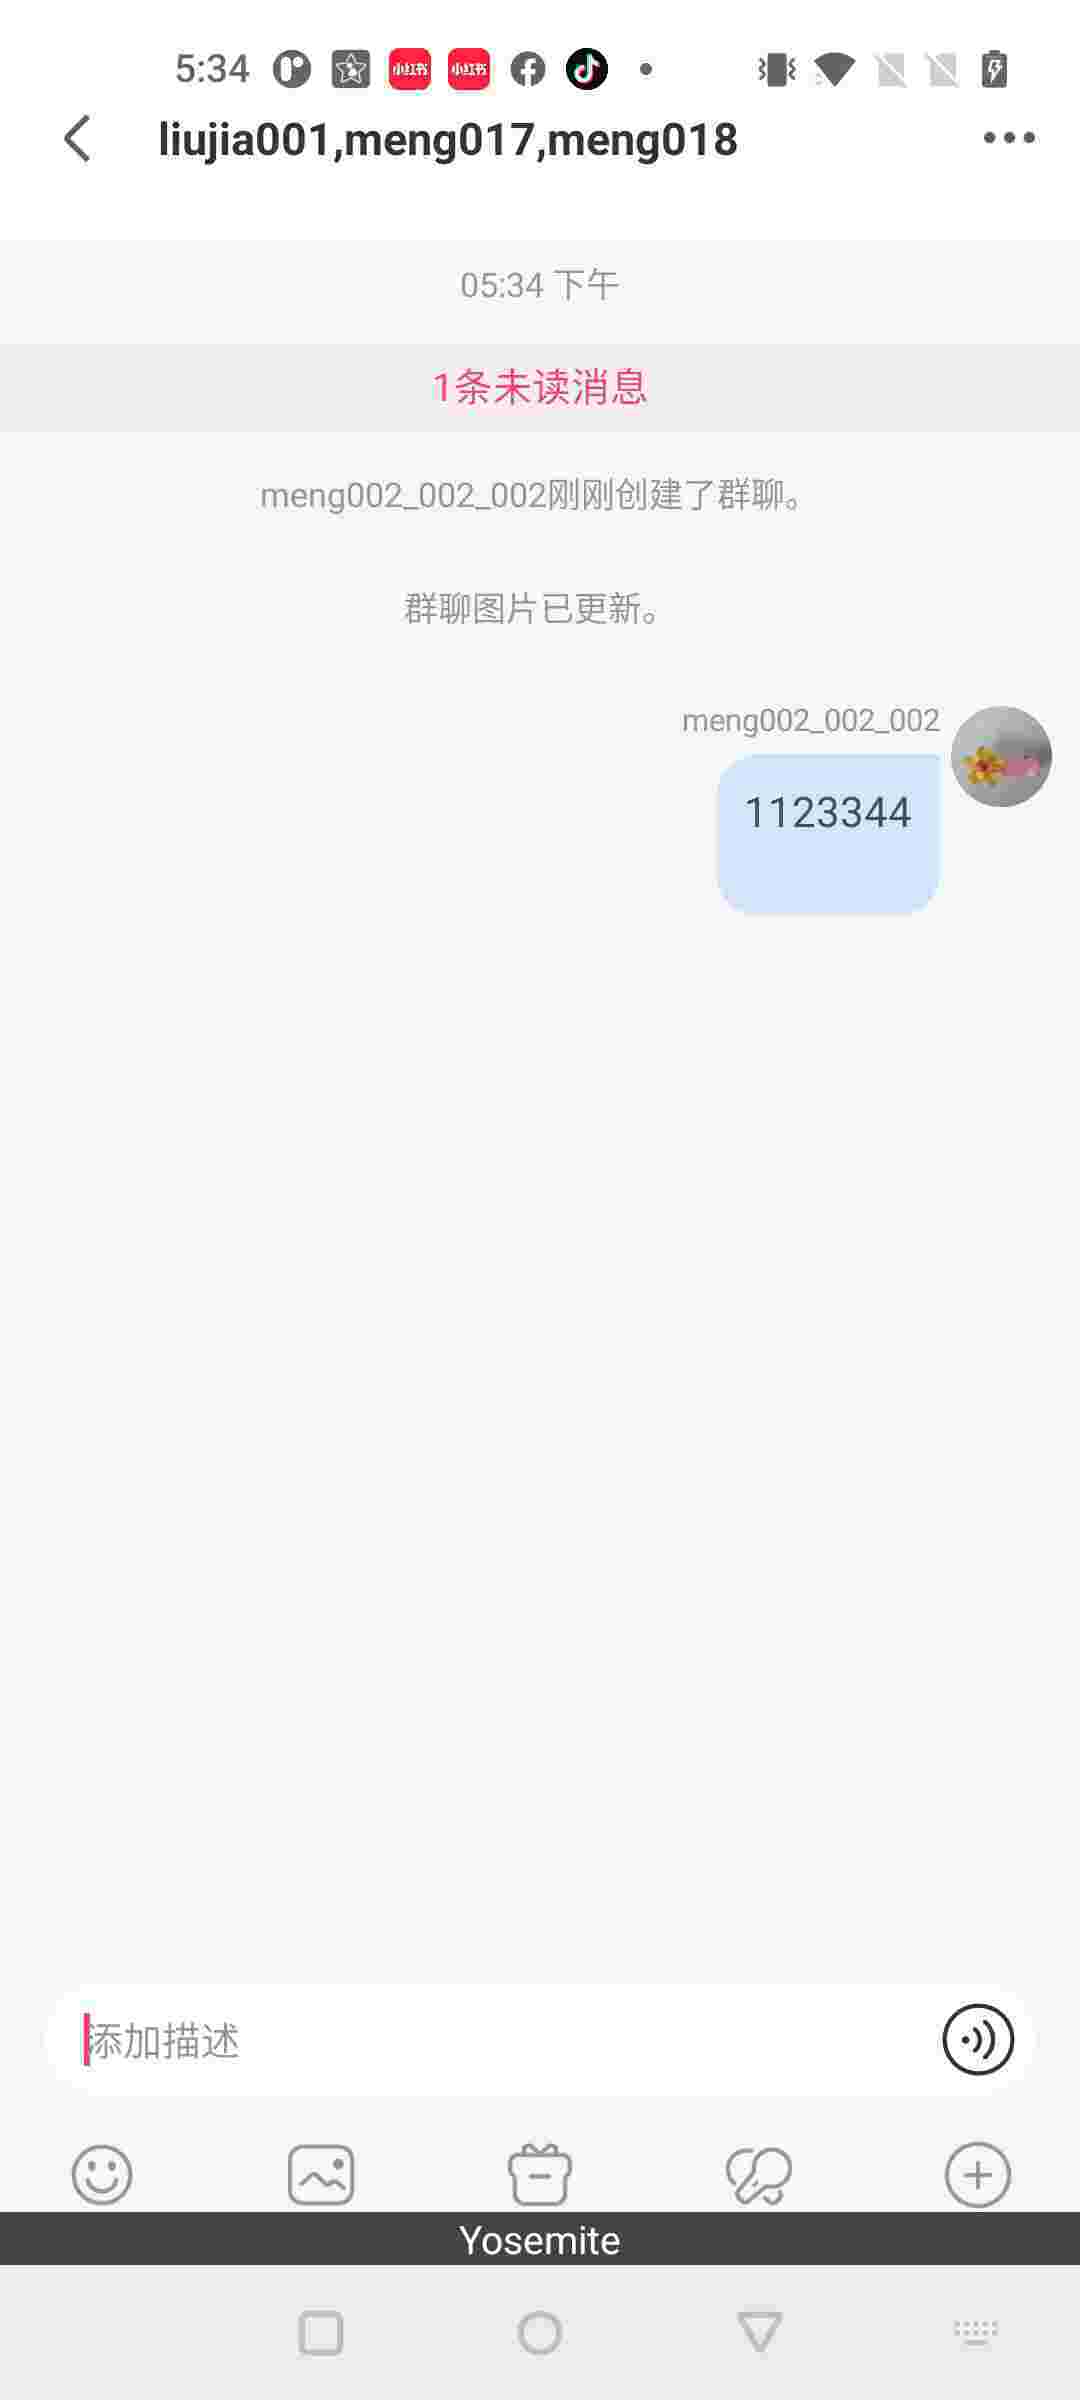 5:34
小红书 小红书
liujia001,meng017,meng018
05:34 下午
1条未读消息
meng002_002_002刚刚创建了群聊。
群聊图片已更新。
meng002_002_002
1123344
添加描述
Yosemite